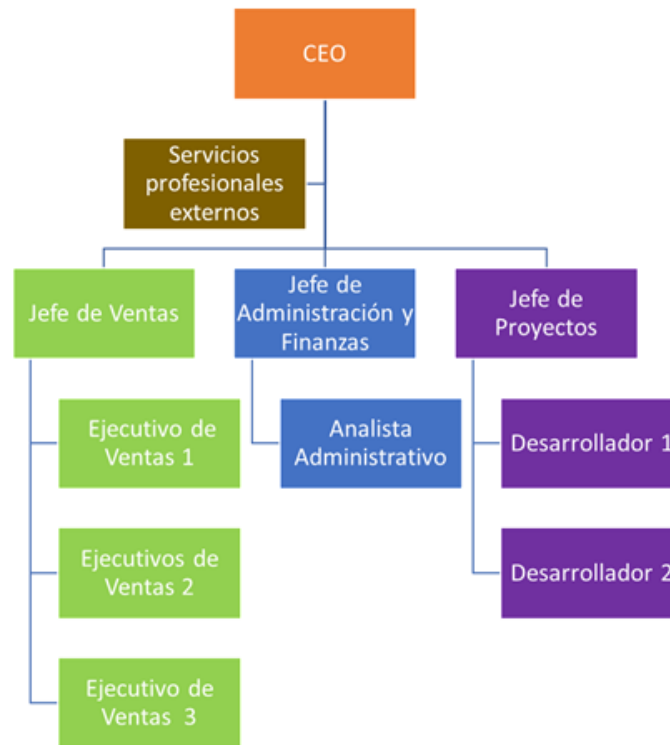 CEO
Servicios
profesionales
externos
Jefe de Ventas
Jefe de
Administración y
Finanzas
Jefe de
Proyectos
Ejecutivo de
Ventas 1
Analista
Administrativo
Desarrollador 1
Ejecutivos de
Ventas 2
Desarrollador 2
Ejecutivo de
Ventas 3